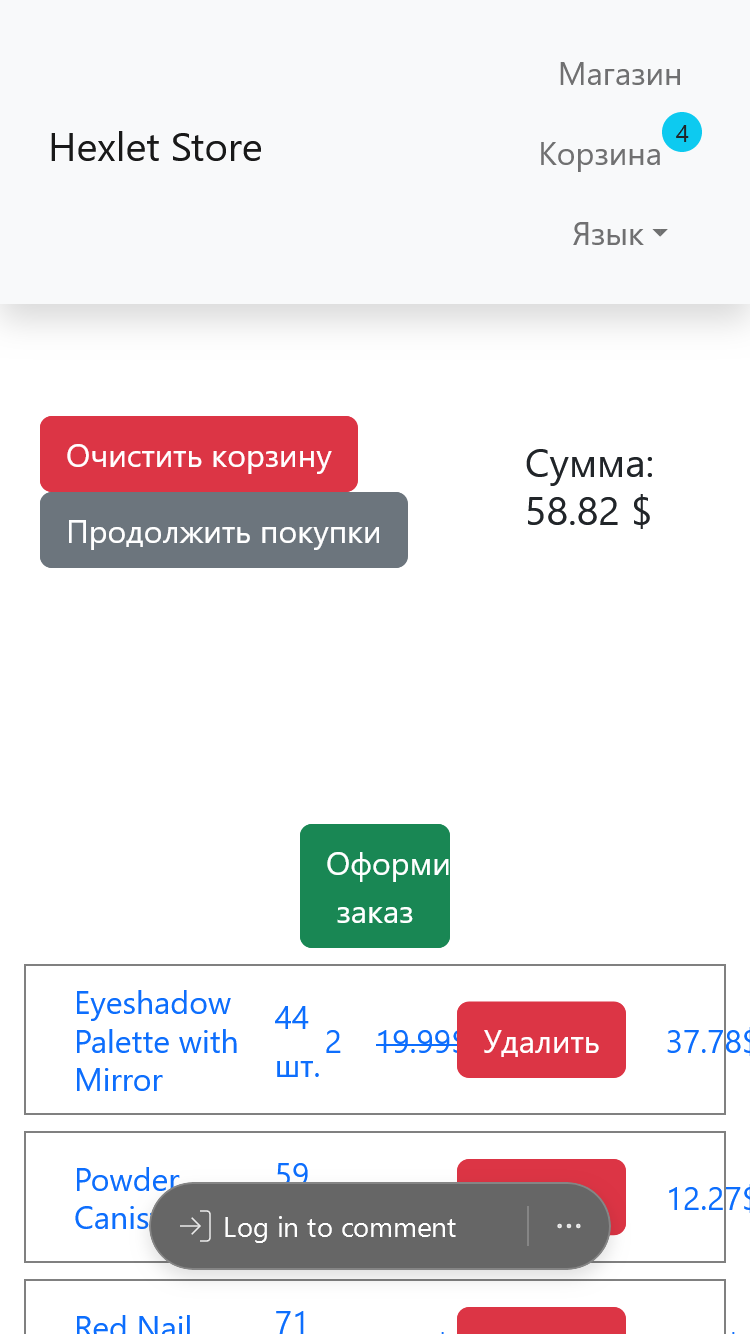 Магазин
Hexlet Store
Корзина 4
Язык
Очистить корзину
Продолжить покупки
Сумма:
58.82 $
Оформи
заказ
Eyeshadow
Palette with
Mirror
44
шт.
2
19.99$
Удалить
37.78$
Powder
59
12.27$
Log in to comment
Red Nail
71